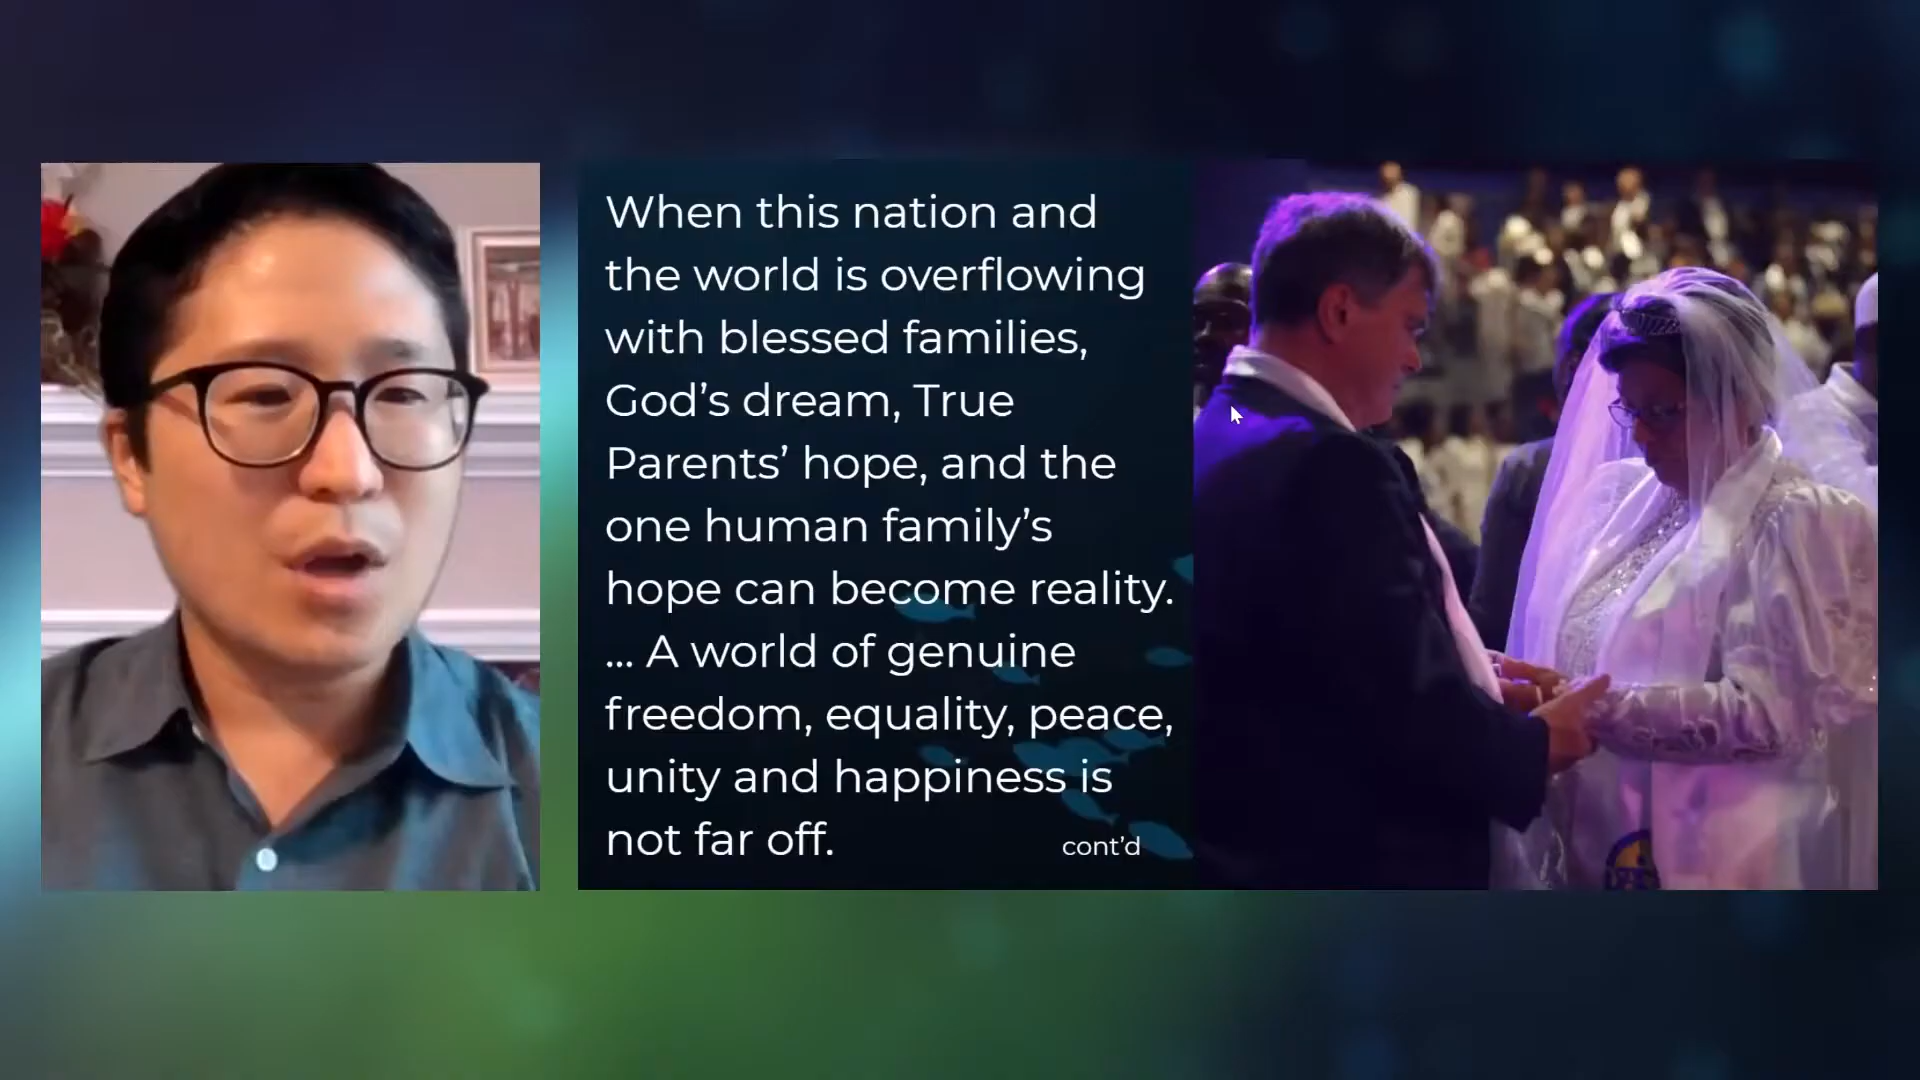 When this nation and
the world is overflowing
with blessed families,
God's dream, True
Parents' hope, and the
one human family's
hope can become reality.
... A world of genuine
freedom, equality, peace,
unity and happiness is
not far off.
cont'd